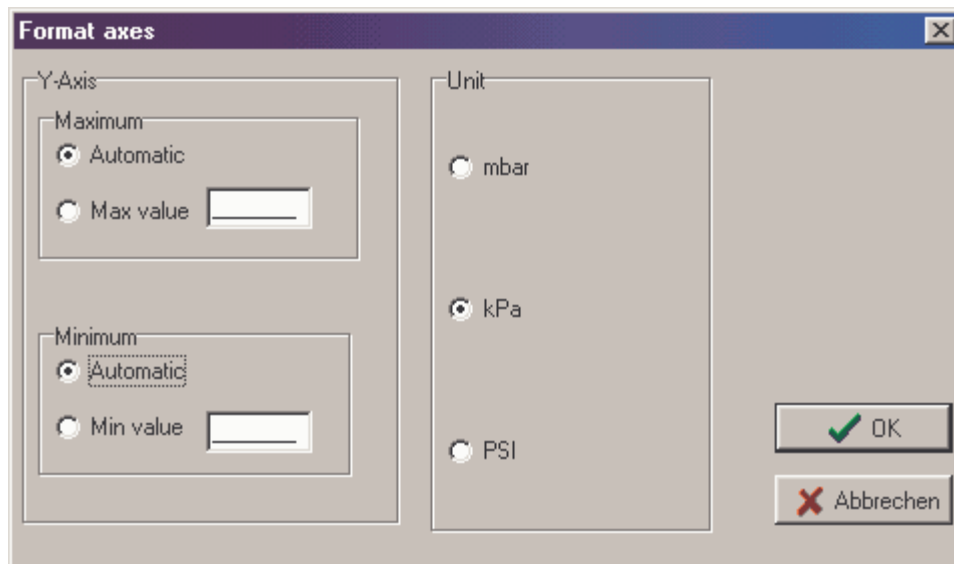 Format axes
Y-Axis
Maximum
Automatic
Max value
Minimum
Automatic
Min value
Unit
mbar
kPa
PSI
OK
Abbrechen